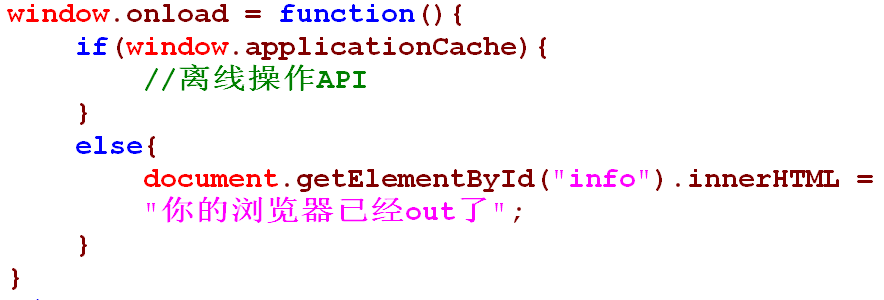 window.onload = function(){
if(window.applicationCache){
//离线操作API
}
else{
document.getElementById("info").innerHTML =
"你的浏览器已经out了";
}
}